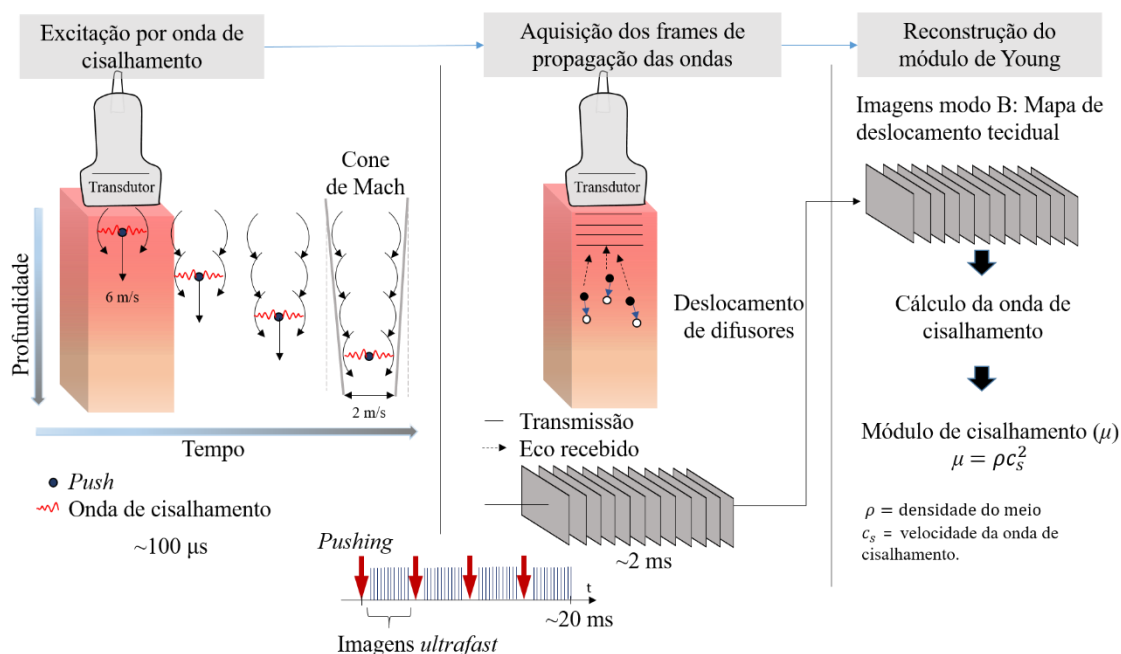 Excitação por onda de
cisalhamento
Aquisição dos frames de
propagação das ondas
Reconstrução do
módulo de Young
Transdutor
Cone
de Mach
6 m/s
2 m/s
Profundidade
Tempo
Push
Onda de cisalhamento
~100 μs
Transdutor
Deslocamento
de difusores
Transmissão
Eco recebido
~2 ms
Pushing
t
~20 ms
Imagens ultrafast
Imagens modo B: Mapa de
deslocamento tecidual
Cálculo da onda de
cisalhamento
Módulo de cisalhamento (μ)
μ = ρc_s^2
ρ = densidade do meio
c_s = velocidade da onda de
cisalhamento.